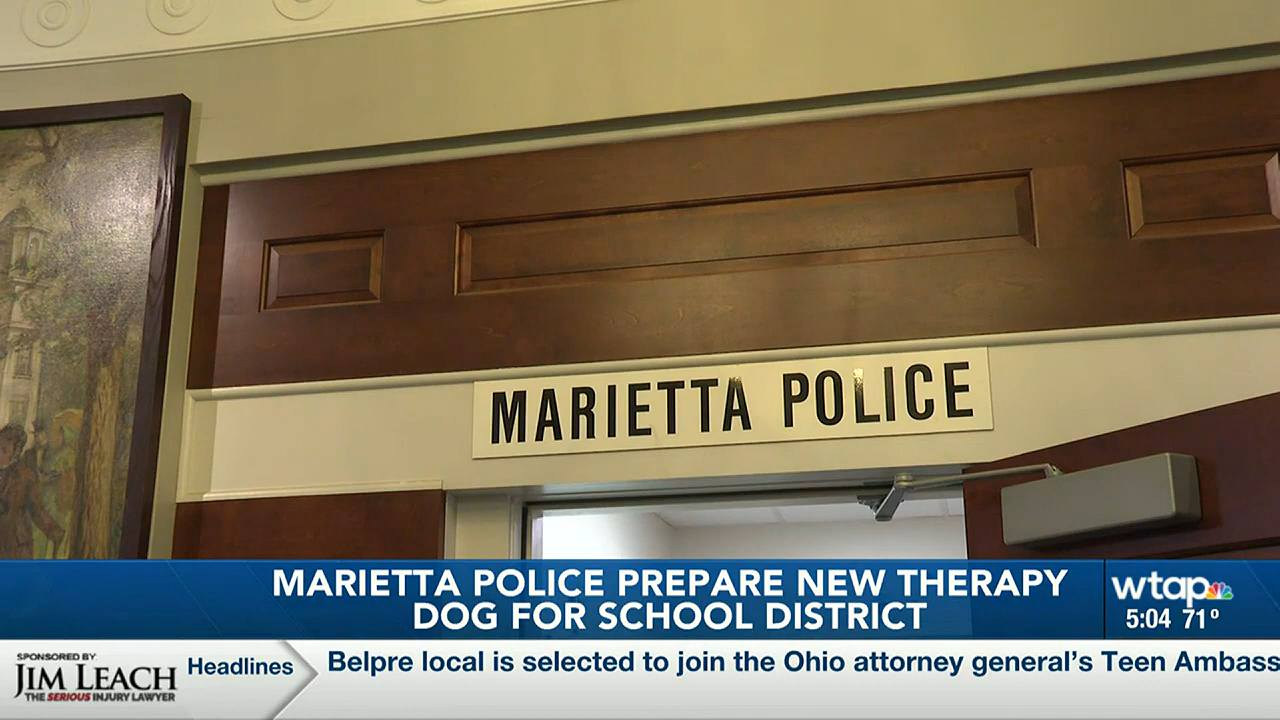 MARIETTA POLICE
MARIETTA POLICE PREPARE NEW THERAPY
DOG FOR SCHOOL DISTRICT
wtap
5:04 71°
SPONSORED BY:
JIM LEACH
THE SERIOUS INJURY LAWYER
Headlines
Belpre local is selected to join the Ohio attorney general's Teen Ambass